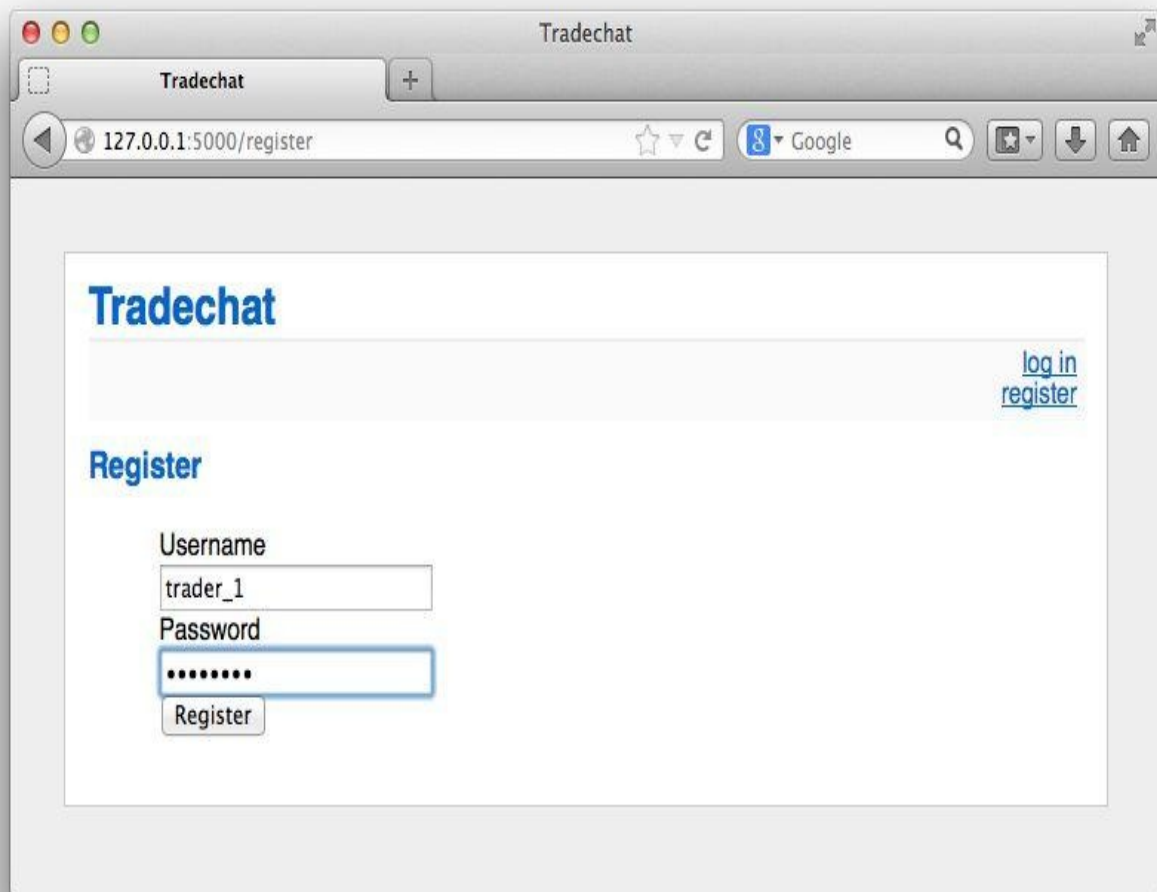 Tradechat
Tradechat
127.0.0.1:5000/register
Google
Tradechat
log in
register
Register
Username
trader_1
Password
••••••••
Register